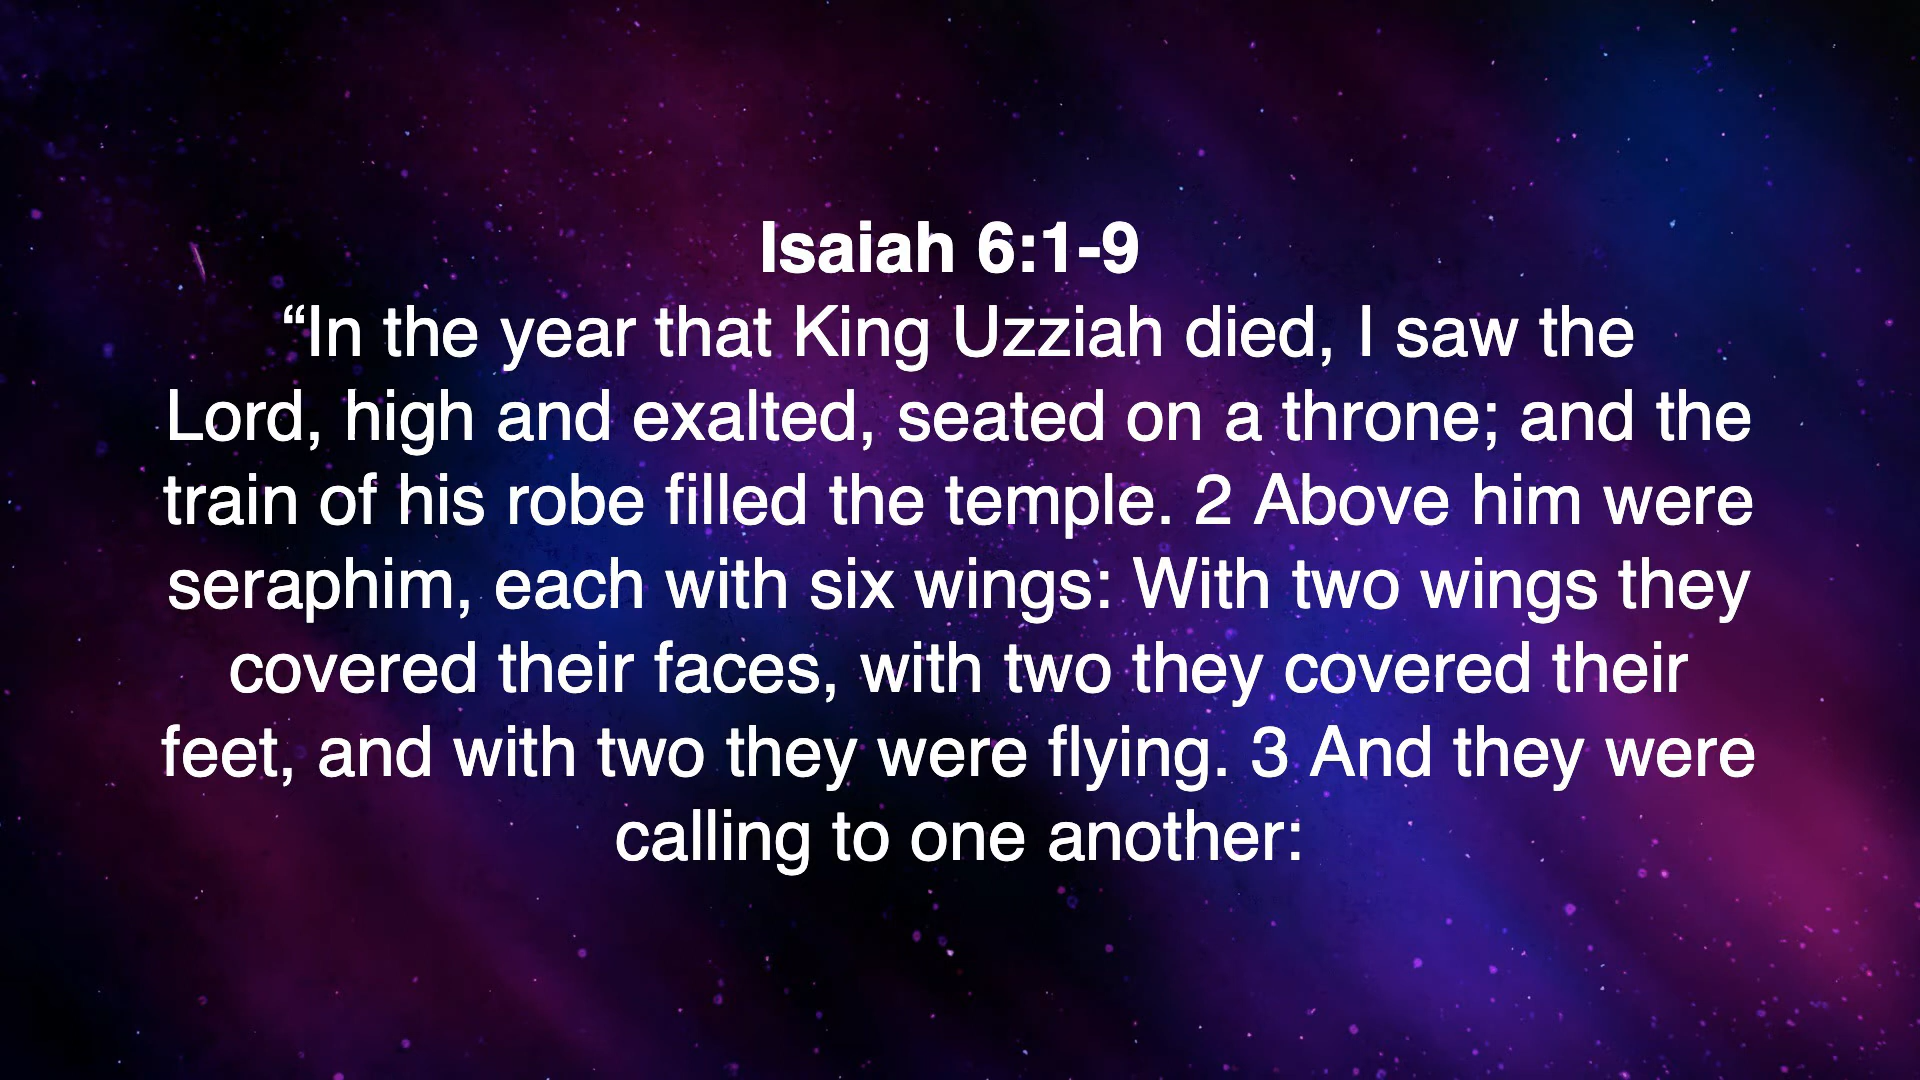 Isaiah 6:1-9
“In the year that King Uzziah died, I saw the
Lord, high and exalted, seated on a throne; and the
train of his robe filled the temple. 2 Above him were
seraphim, each with six wings: With two wings they
covered their faces, with two they covered their
feet, and with two they were flying. 3 And they were
calling to one another: